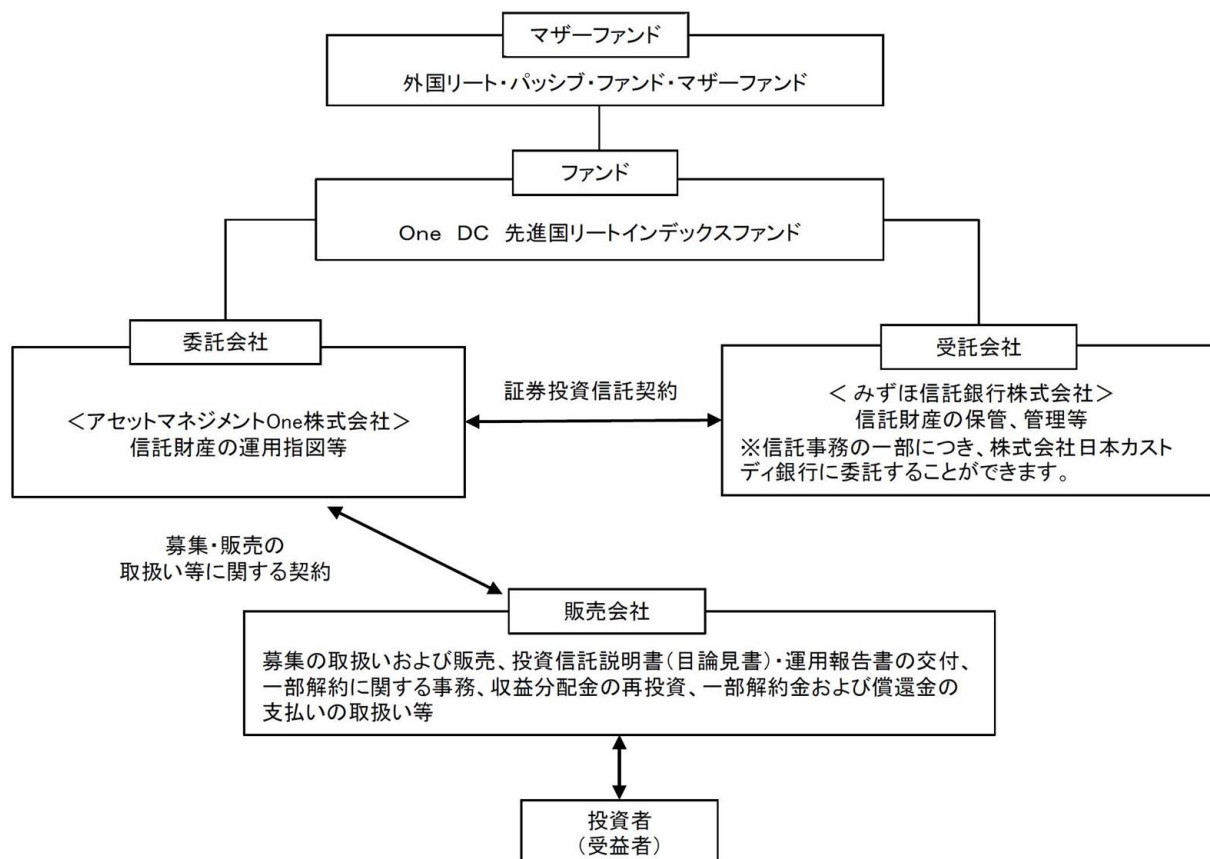 マザーファンド
外国リート・パッシブ・ファンド・マザーファンド
ファンド
One DC 先進国リートインデックスファンド
委託会社
<アセットマネジメントOne株式会社>
信託財産の運用指図等
証券投資信託契約
受託会社
< みずほ信託銀行株式会社>
信託財産の保管、管理等
※信託事務の一部につき、株式会社日本カスト
ディ銀行に委託することができます。
募集・販売の
取扱い等に関する契約
販売会社
募集の取扱いおよび販売、投資信託説明書(目論見書)・運用報告書の交付、
一部解約に関する事務、収益分配金の再投資、一部解約金および償還金の
支払いの取扱い等
投資者
(受益者)